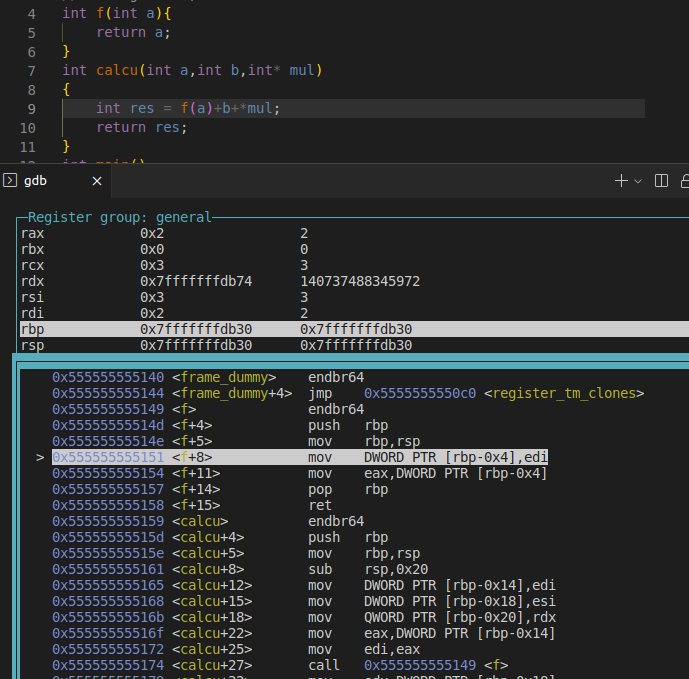 4 int f(int a){
5 return a;
6 }
7 int calcu(int a,int b,int* mul)
8 {
9 int res = f(a)+b+*mul;
10 return res;
11 }
gdb
Register group: general
rax 0x2 2
rbx 0x0 0
rcx 0x3 3
rdx 0x7fffffffdb74 140737488345972
rsi 0x3 3
rdi 0x2 2
rbp 0x7fffffffdb30 0x7fffffffdb30
rsp 0x7fffffffdb30 0x7fffffffdb30
0x555555555140 <frame_dummy> endbr64
0x555555555144 <frame_dummy+4> jmp 0x5555555550c0 <register_tm_clones>
0x555555555149 <f> endbr64
0x55555555514d <f+4> push rbp
0x55555555514e <f+5> mov rbp,rsp
> 0x555555555151 <f+8> mov DWORD PTR [rbp-0x4],edi
0x555555555154 <f+11> mov eax,DWORD PTR [rbp-0x4]
0x555555555157 <f+14> pop rbp
0x555555555158 <f+15> ret
0x555555555159 <calcu> endbr64
0x55555555515d <calcu+4> push rbp
0x55555555515e <calcu+5> mov rbp,rsp
0x555555555161 <calcu+8> sub rsp,0x20
0x555555555165 <calcu+12> mov DWORD PTR [rbp-0x14],edi
0x555555555168 <calcu+15> mov DWORD PTR [rbp-0x18],esi
0x55555555516b <calcu+18> mov QWORD PTR [rbp-0x20],rdx
0x55555555516f <calcu+22> mov eax,DWORD PTR [rbp-0x14]
0x555555555172 <calcu+25> mov edi,eax
0x555555555174 <calcu+27> call 0x555555555149 <f>